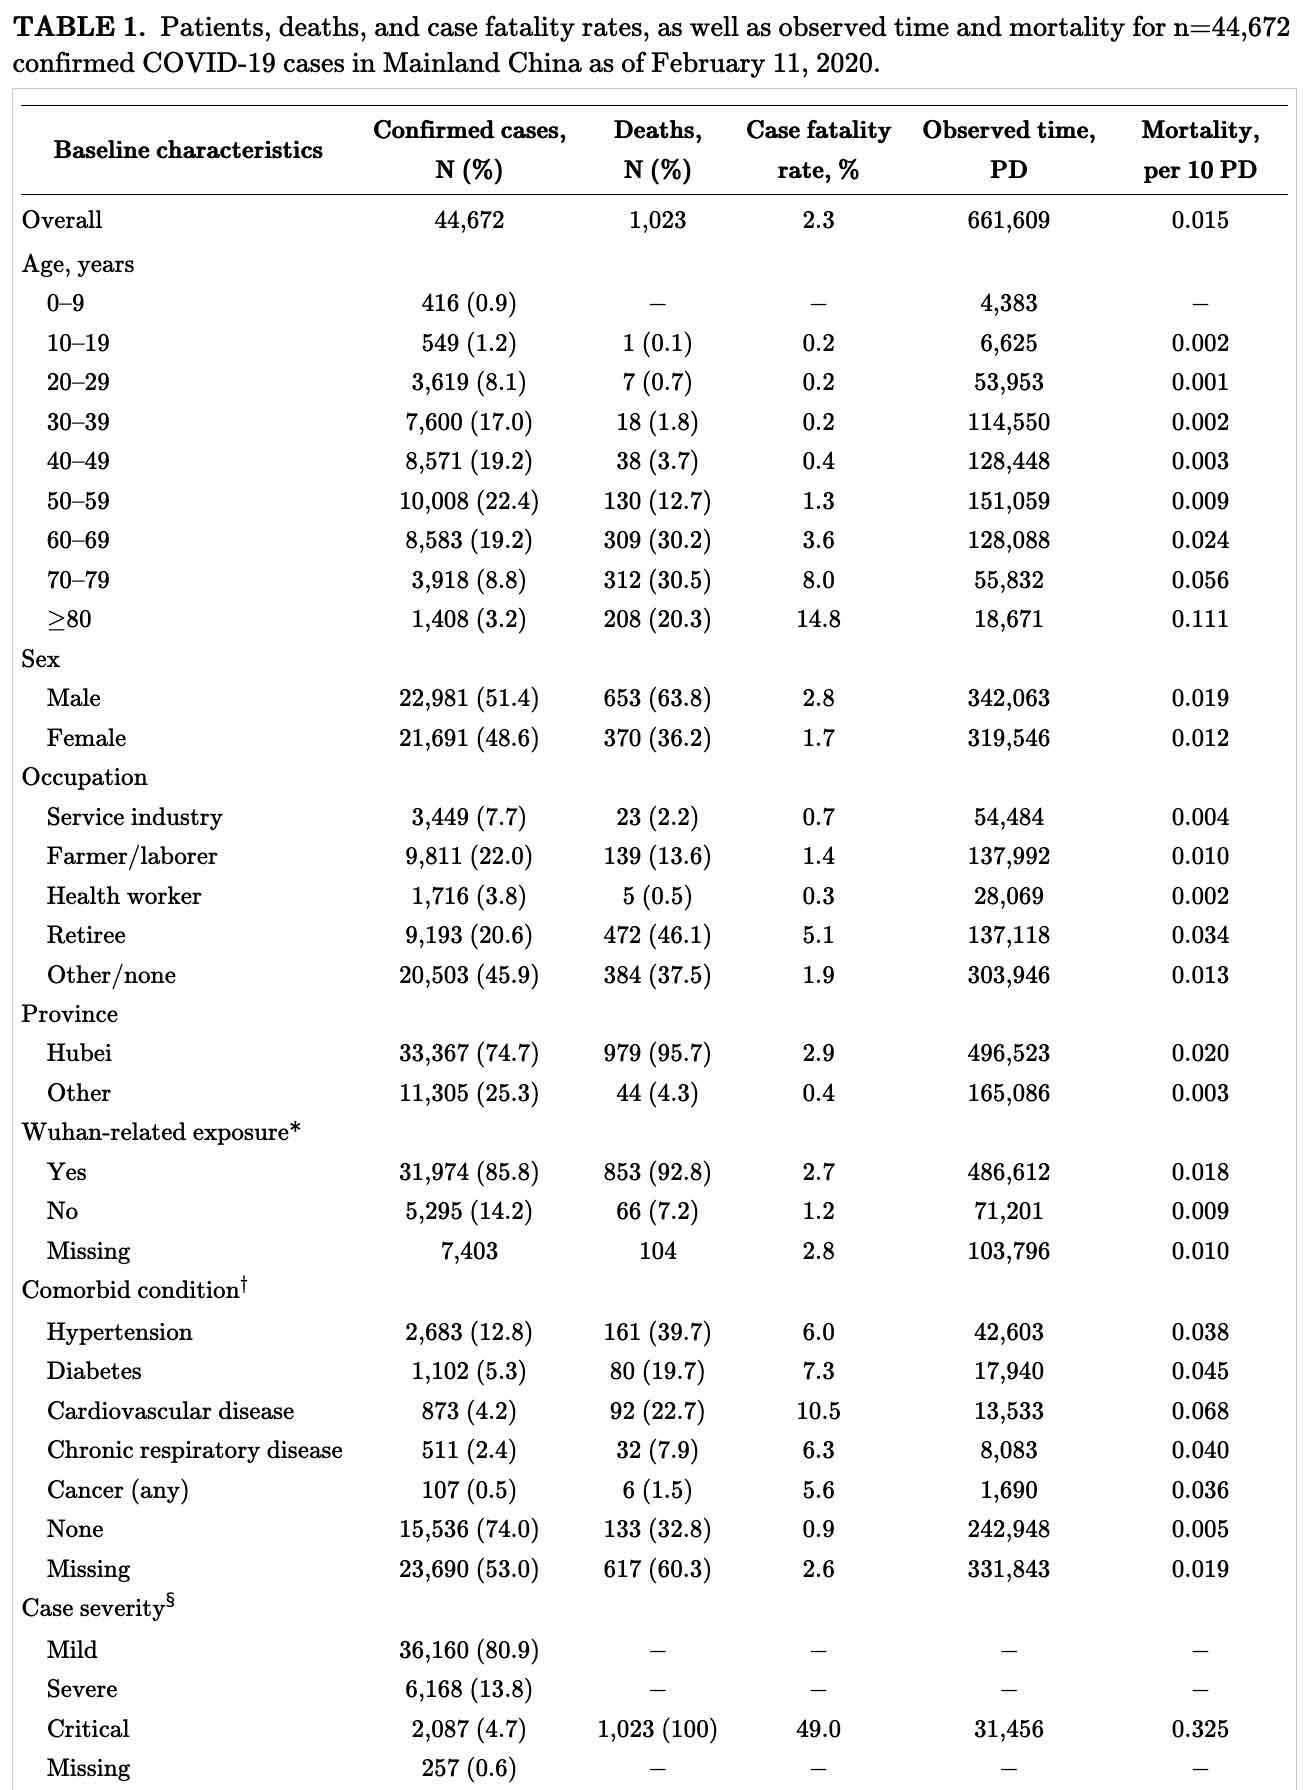 TABLE 1. Patients, deaths, and case fatality rates, as well as observed time and mortality for n=44,672
confirmed COVID-19 cases in Mainland China as of February 11, 2020.
Baseline characteristics Confirmed cases, N (%) Deaths, N (%) Case fatality rate, % Observed time, PD Mortality, per 10 PD
Overall 44,672 1,023 2.3 661,609 0.015
Age, years
0–9 416 (0.9) – – 4,383 –
10–19 549 (1.2) 1 (0.1) 0.2 6,625 0.002
20–29 3,619 (8.1) 7 (0.7) 0.2 53,953 0.001
30–39 7,600 (17.0) 18 (1.8) 0.2 114,550 0.002
40–49 8,571 (19.2) 38 (3.7) 0.4 128,448 0.003
50–59 10,008 (22.4) 130 (12.7) 1.3 151,059 0.009
60–69 8,583 (19.2) 309 (30.2) 3.6 128,088 0.024
70–79 3,918 (8.8) 312 (30.5) 8.0 55,832 0.056
≥80 1,408 (3.2) 208 (20.3) 14.8 18,671 0.111
Sex
Male 22,981 (51.4) 653 (63.8) 2.8 342,063 0.019
Female 21,691 (48.6) 370 (36.2) 1.7 319,546 0.012
Occupation
Service industry 3,449 (7.7) 23 (2.2) 0.7 54,484 0.004
Farmer/laborer 9,811 (22.0) 139 (13.6) 1.4 137,992 0.010
Health worker 1,716 (3.8) 5 (0.5) 0.3 28,069 0.002
Retiree 9,193 (20.6) 472 (46.1) 5.1 137,118 0.034
Other/none 20,503 (45.9) 384 (37.5) 1.9 303,946 0.013
Province
Hubei 33,367 (74.7) 979 (95.7) 2.9 496,523 0.020
Other 11,305 (25.3) 44 (4.3) 0.4 165,086 0.003
Wuhan-related exposure*
Yes 31,974 (85.8) 853 (92.8) 2.7 486,612 0.018
No 5,295 (14.2) 66 (7.2) 1.2 71,201 0.009
Missing 7,403 104 2.8 103,796 0.010
Comorbid condition†
Hypertension 2,683 (12.8) 161 (39.7) 6.0 42,603 0.038
Diabetes 1,102 (5.3) 80 (19.7) 7.3 17,940 0.045
Cardiovascular disease 873 (4.2) 92 (22.7) 10.5 13,533 0.068
Chronic respiratory disease 511 (2.4) 32 (7.9) 6.3 8,083 0.040
Cancer (any) 107 (0.5) 6 (1.5) 5.6 1,690 0.036
None 15,536 (74.0) 133 (32.8) 0.9 242,948 0.005
Missing 23,690 (53.0) 617 (60.3) 2.6 331,843 0.019
Case severity§
Mild 36,160 (80.9) – – – –
Severe 6,168 (13.8) – – – –
Critical 2,087 (4.7) 1,023 (100) 49.0 31,456 0.325
Missing 257 (0.6) – – – –